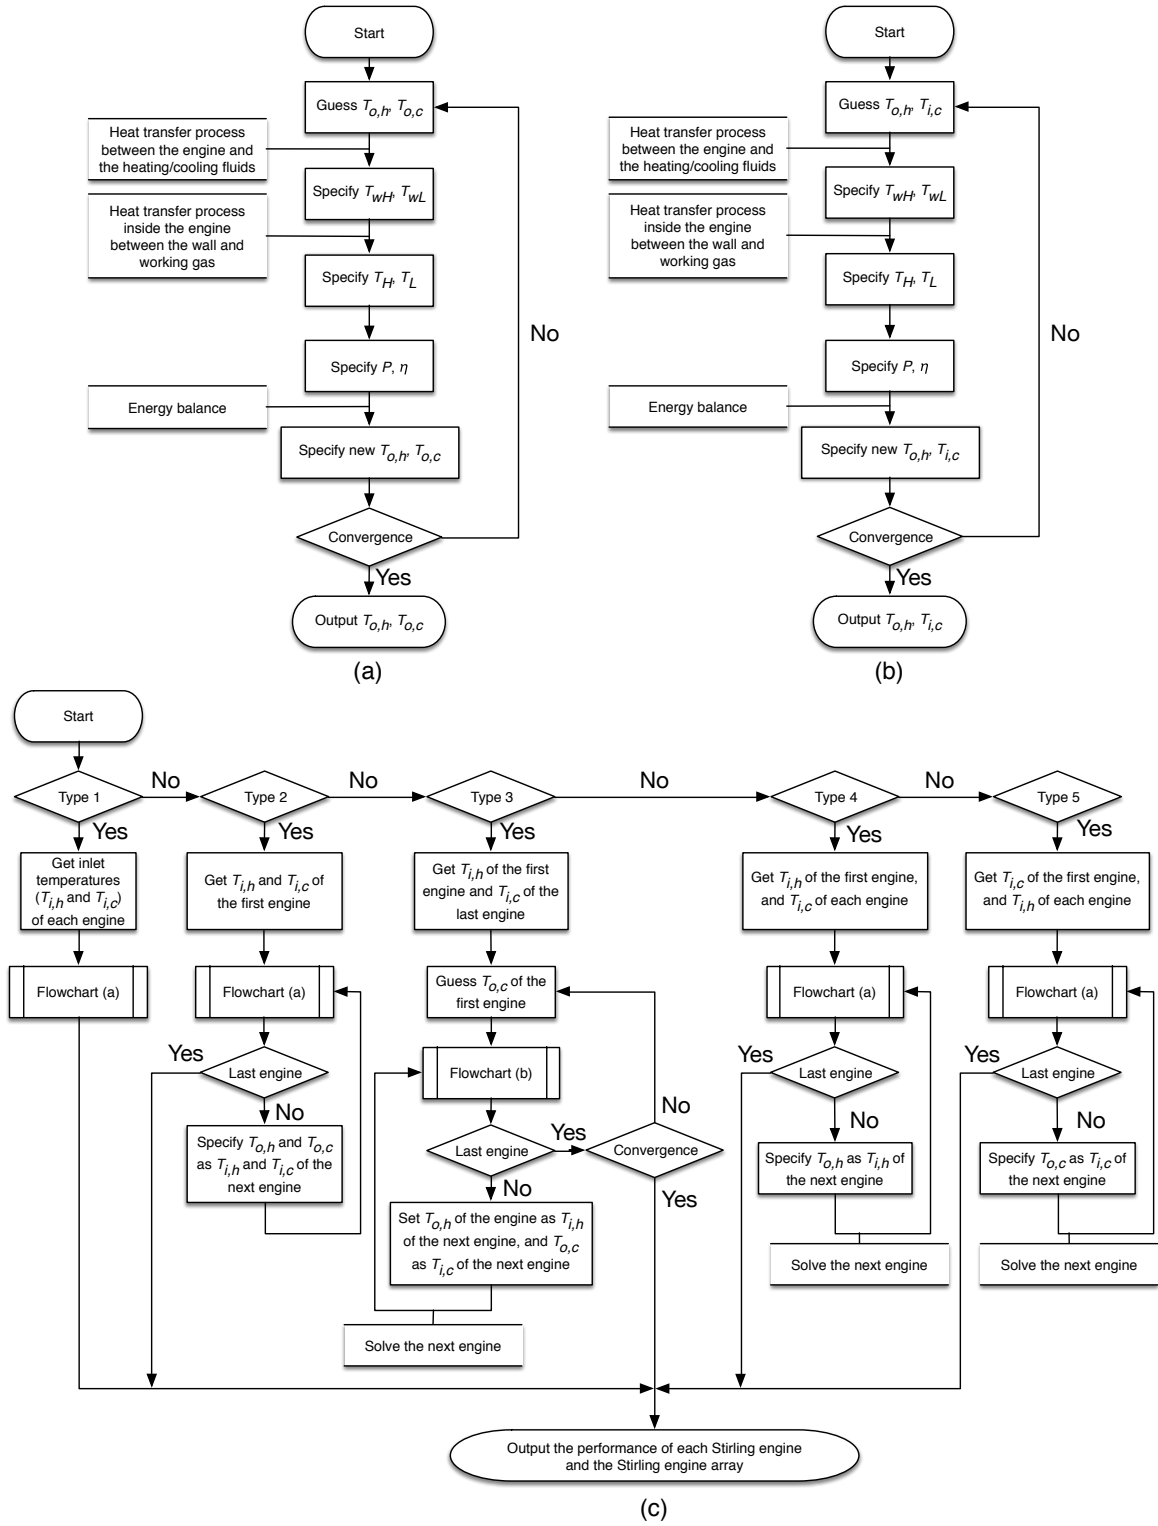 Start
Guess T_{o,h}, T_{o,c}
Heat transfer process
between the engine and
the heating/cooling fluids
Specify T_{wH}, T_{wL}
Heat transfer process
inside the engine
between the wall and
working gas
Specify T_H, T_L
No
Specify P, η
Energy balance
Specify new T_{o,h}, T_{o,c}
Convergence
Yes
Output T_{o,h}, T_{o,c}
(a)
Start
Guess T_{o,h}, T_{i,c}
Heat transfer process
between the engine and
the heating/cooling fluids
Specify T_{wH}, T_{wL}
Heat transfer process
inside the engine
between the wall and
working gas
Specify T_H, T_L
No
Specify P, η
Energy balance
Specify new T_{o,h}, T_{i,c}
Convergence
Yes
Output T_{o,h}, T_{i,c}
(b)
Start
Type 1
No
Yes
Get inlet
temperatures
(T_{i,h} and T_{i,c})
of each engine
Flowchart (a)
Type 2
No
Yes
Get T_{i,h} and T_{i,c} of
the first engine
Flowchart (a)
Last engine
Yes
No
Specify T_{o,h} and T_{o,c}
as T_{i,h} and T_{i,c} of the
next engine
Type 3
No
Yes
Get T_{i,h} of the first
engine and T_{i,c} of the
last engine
Guess T_{o,c} of the
first engine
Flowchart (b)
Last engine
Yes
No
Convergence
No
Yes
Set T_{o,h} of the engine as T_{i,h}
of the next engine, and T_{o,c}
as T_{i,c} of the next engine
Solve the next engine
Type 4
No
Yes
Get T_{i,h} of the first engine,
and T_{i,c} of each engine
Flowchart (a)
Last engine
Yes
No
Specify T_{o,h} as T_{i,h} of
the next engine
Solve the next engine
Type 5
Yes
Get T_{i,c} of the first engine,
and T_{i,h} of each engine
Flowchart (a)
Last engine
Yes
No
Specify T_{o,c} as T_{i,c} of
the next engine
Solve the next engine
Output the performance of each Stirling engine
and the Stirling engine array
(c)